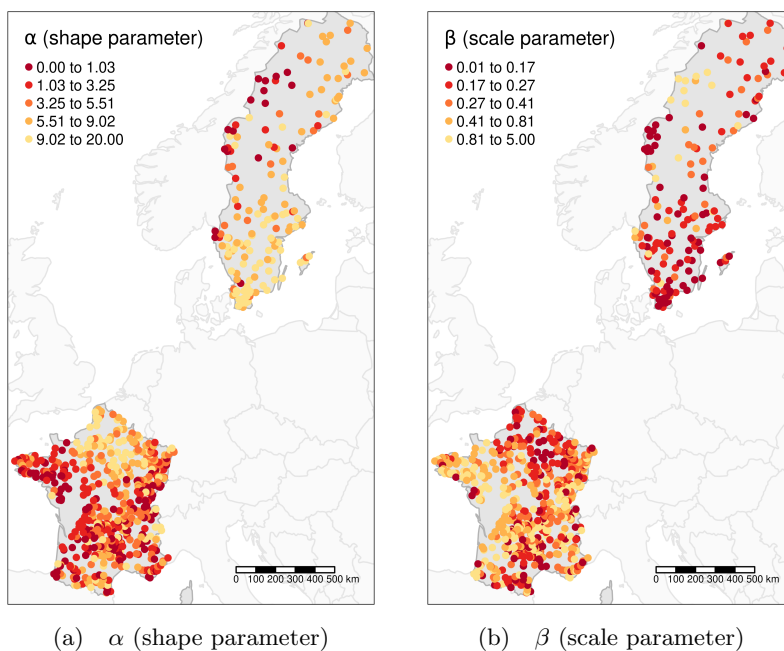 α (shape parameter)
0.00 to 1.03
1.03 to 3.25
3.25 to 5.51
5.51 to 9.02
9.02 to 20.00
0 100 200 300 400 500 km
β (scale parameter)
0.01 to 0.17
0.17 to 0.27
0.27 to 0.41
0.41 to 0.81
0.81 to 5.00
0 100 200 300 400 500 km
(a) α (shape parameter)
(b) β (scale parameter)